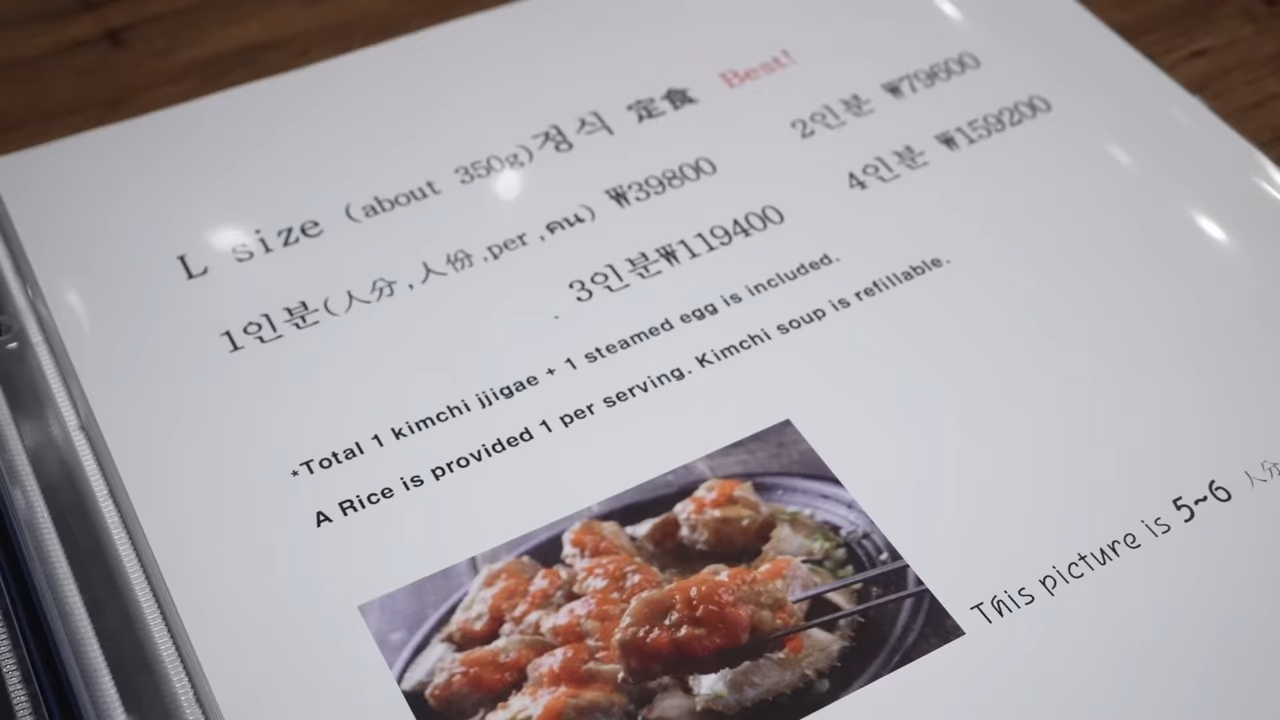 L size (about 350g)정식 定食 Best!
1인분(人分,人份,per ,คน) ₩39800 2인분 ₩79600
. 3인분₩119400 4인분 ₩159200
*Total 1 kimchi jjigae + 1 steamed egg is included.
A Rice is provided 1 per serving. Kimchi soup is refillable.
This picture is 5~6 人分